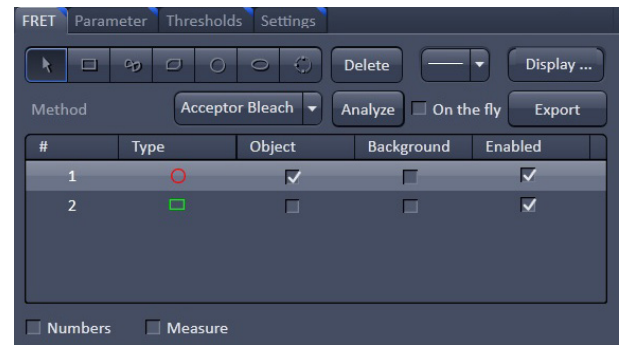 FRET Parameter Thresholds Settings
Delete Display ...
Method Acceptor Bleach Analyze On the fly Export
# Type Object Background Enabled
1
2
Numbers Measure